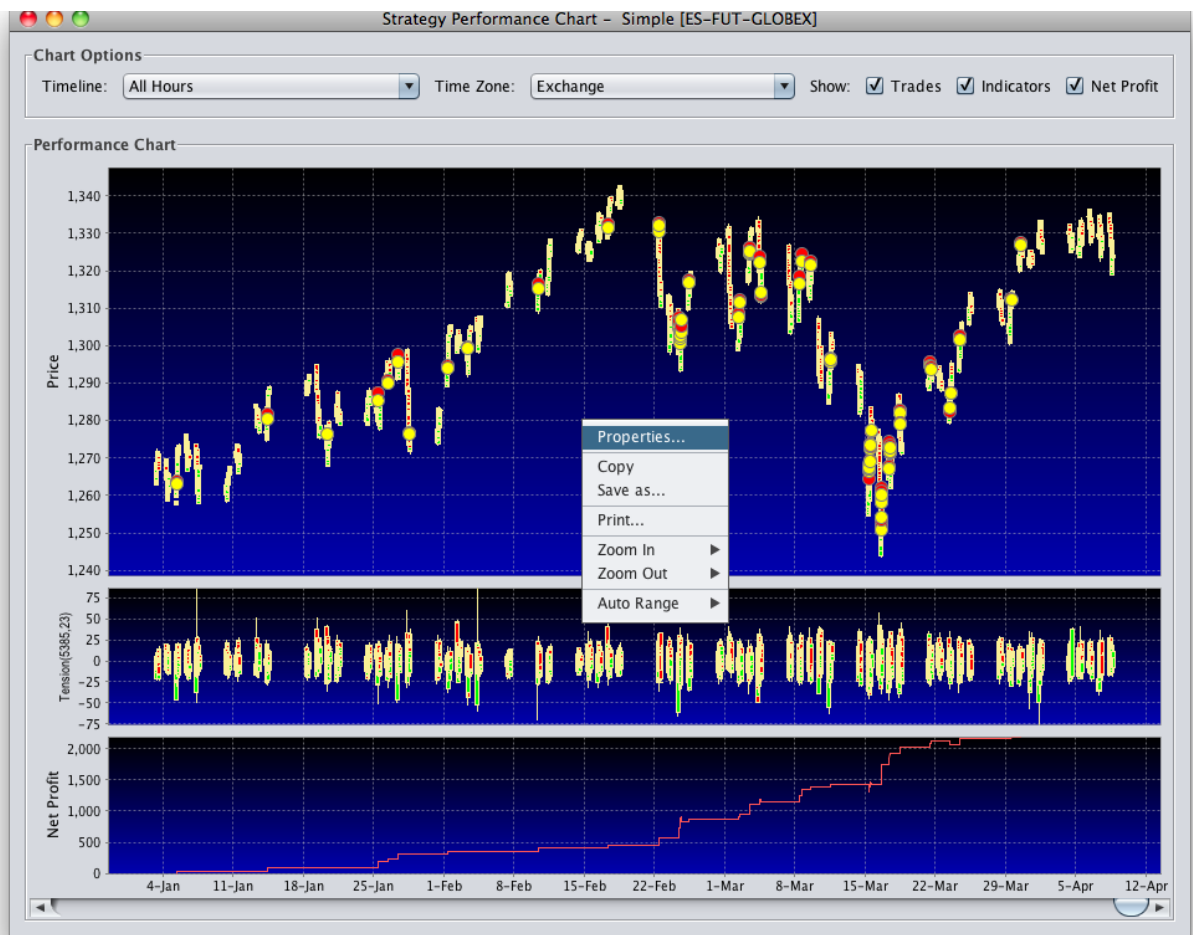 Strategy Performance Chart - Simple [ES-FUT-GLOBEX]
Chart Options
Timeline: All Hours Time Zone: Exchange Show: Trades Indicators Net Profit
Performance Chart
1,340
1,330
1,320
1,310
1,300
1,290
1,280
1,270
1,260
1,250
1,240
Price
Properties...
Copy
Save as...
Print...
Zoom In
Zoom Out
Auto Range
75
50
25
0
-25
-50
-75
Tension(5385,23)
2,000
1,500
1,000
500
0
Net Profit
4-Jan 11-Jan 18-Jan 25-Jan 1-Feb 8-Feb 15-Feb 22-Feb 1-Mar 8-Mar 15-Mar 22-Mar 29-Mar 5-Apr 12-Apr